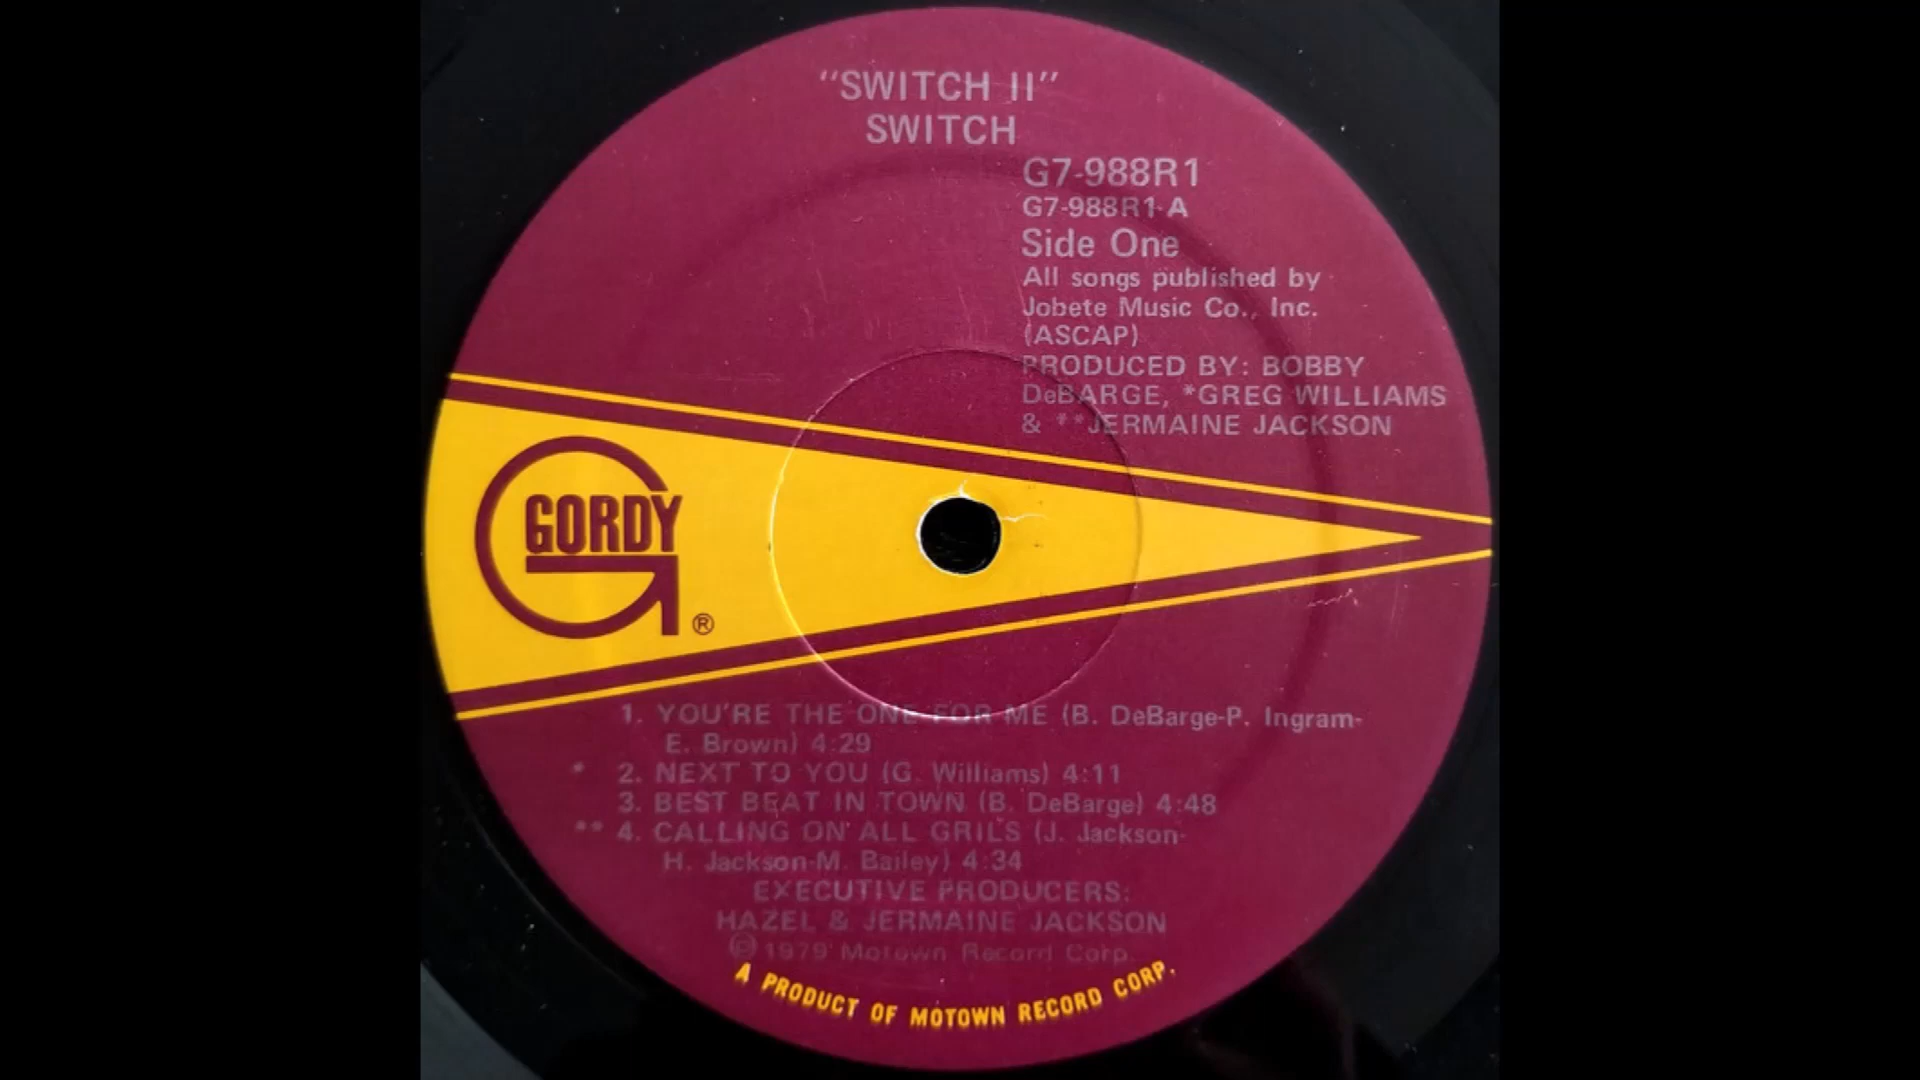 "SWITCH II"
SWITCH
G7-988R1
G7-988R1-A
Side One
All songs published by
Jobete Music Co., Inc.
(ASCAP)
PRODUCED BY: BOBBY
DeBARGE, *GREG WILLIAMS
& **JERMAINE JACKSON
GORDY
®
1. YOU'RE THE ONE FOR ME (B. DeBarge-P. Ingram-
E. Brown) 4:29
* 2. NEXT TO YOU (G. Williams) 4:11
3. BEST BEAT IN TOWN (B. DeBarge) 4:48
** 4. CALLING ON ALL GRILS (J. Jackson-
H. Jackson-M. Bailey) 4:34
EXECUTIVE PRODUCERS:
HAZEL & JERMAINE JACKSON
℗ 1979 Motown Record Corp.
A PRODUCT OF MOTOWN RECORD CORP.